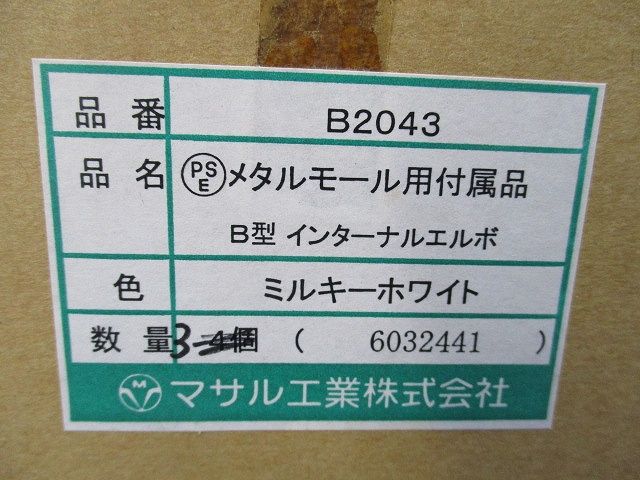 品番 B2043
品名 PSE メタルモール用付属品
B型 インターナルエルボ
色 ミルキーホワイト
数量 3 4個 ( 6032441 )
M マサル工業株式会社